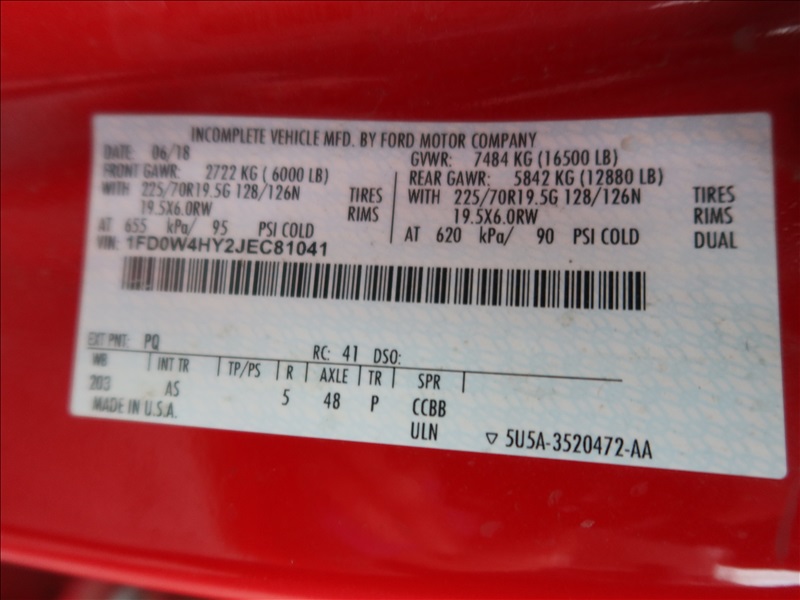 INCOMPLETE VEHICLE MFD. BY FORD MOTOR COMPANY
DATE: 06/18 GVWR: 7484 KG (16500 LB)
FRONT GAWR: 2722 KG ( 6000 LB) REAR GAWR: 5842 KG (12880 LB)
WITH 225/70R19.5G 128/126N TIRES WITH 225/70R19.5G 128/126N TIRES
19.5X6.0RW RIMS 19.5X6.0RW RIMS
AT 655 kPa/ 95 PSI COLD AT 620 kPa/ 90 PSI COLD DUAL
VIN: 1FD0W4HY2JEC81041
EXT PNT: PQ RC: 41 DSO:
WB INT TR TP/PS R AXLE TR SPR
203 AS 5 48 P CCBB
MADE IN U.S.A. ULN ▽ 5U5A-3520472-AA